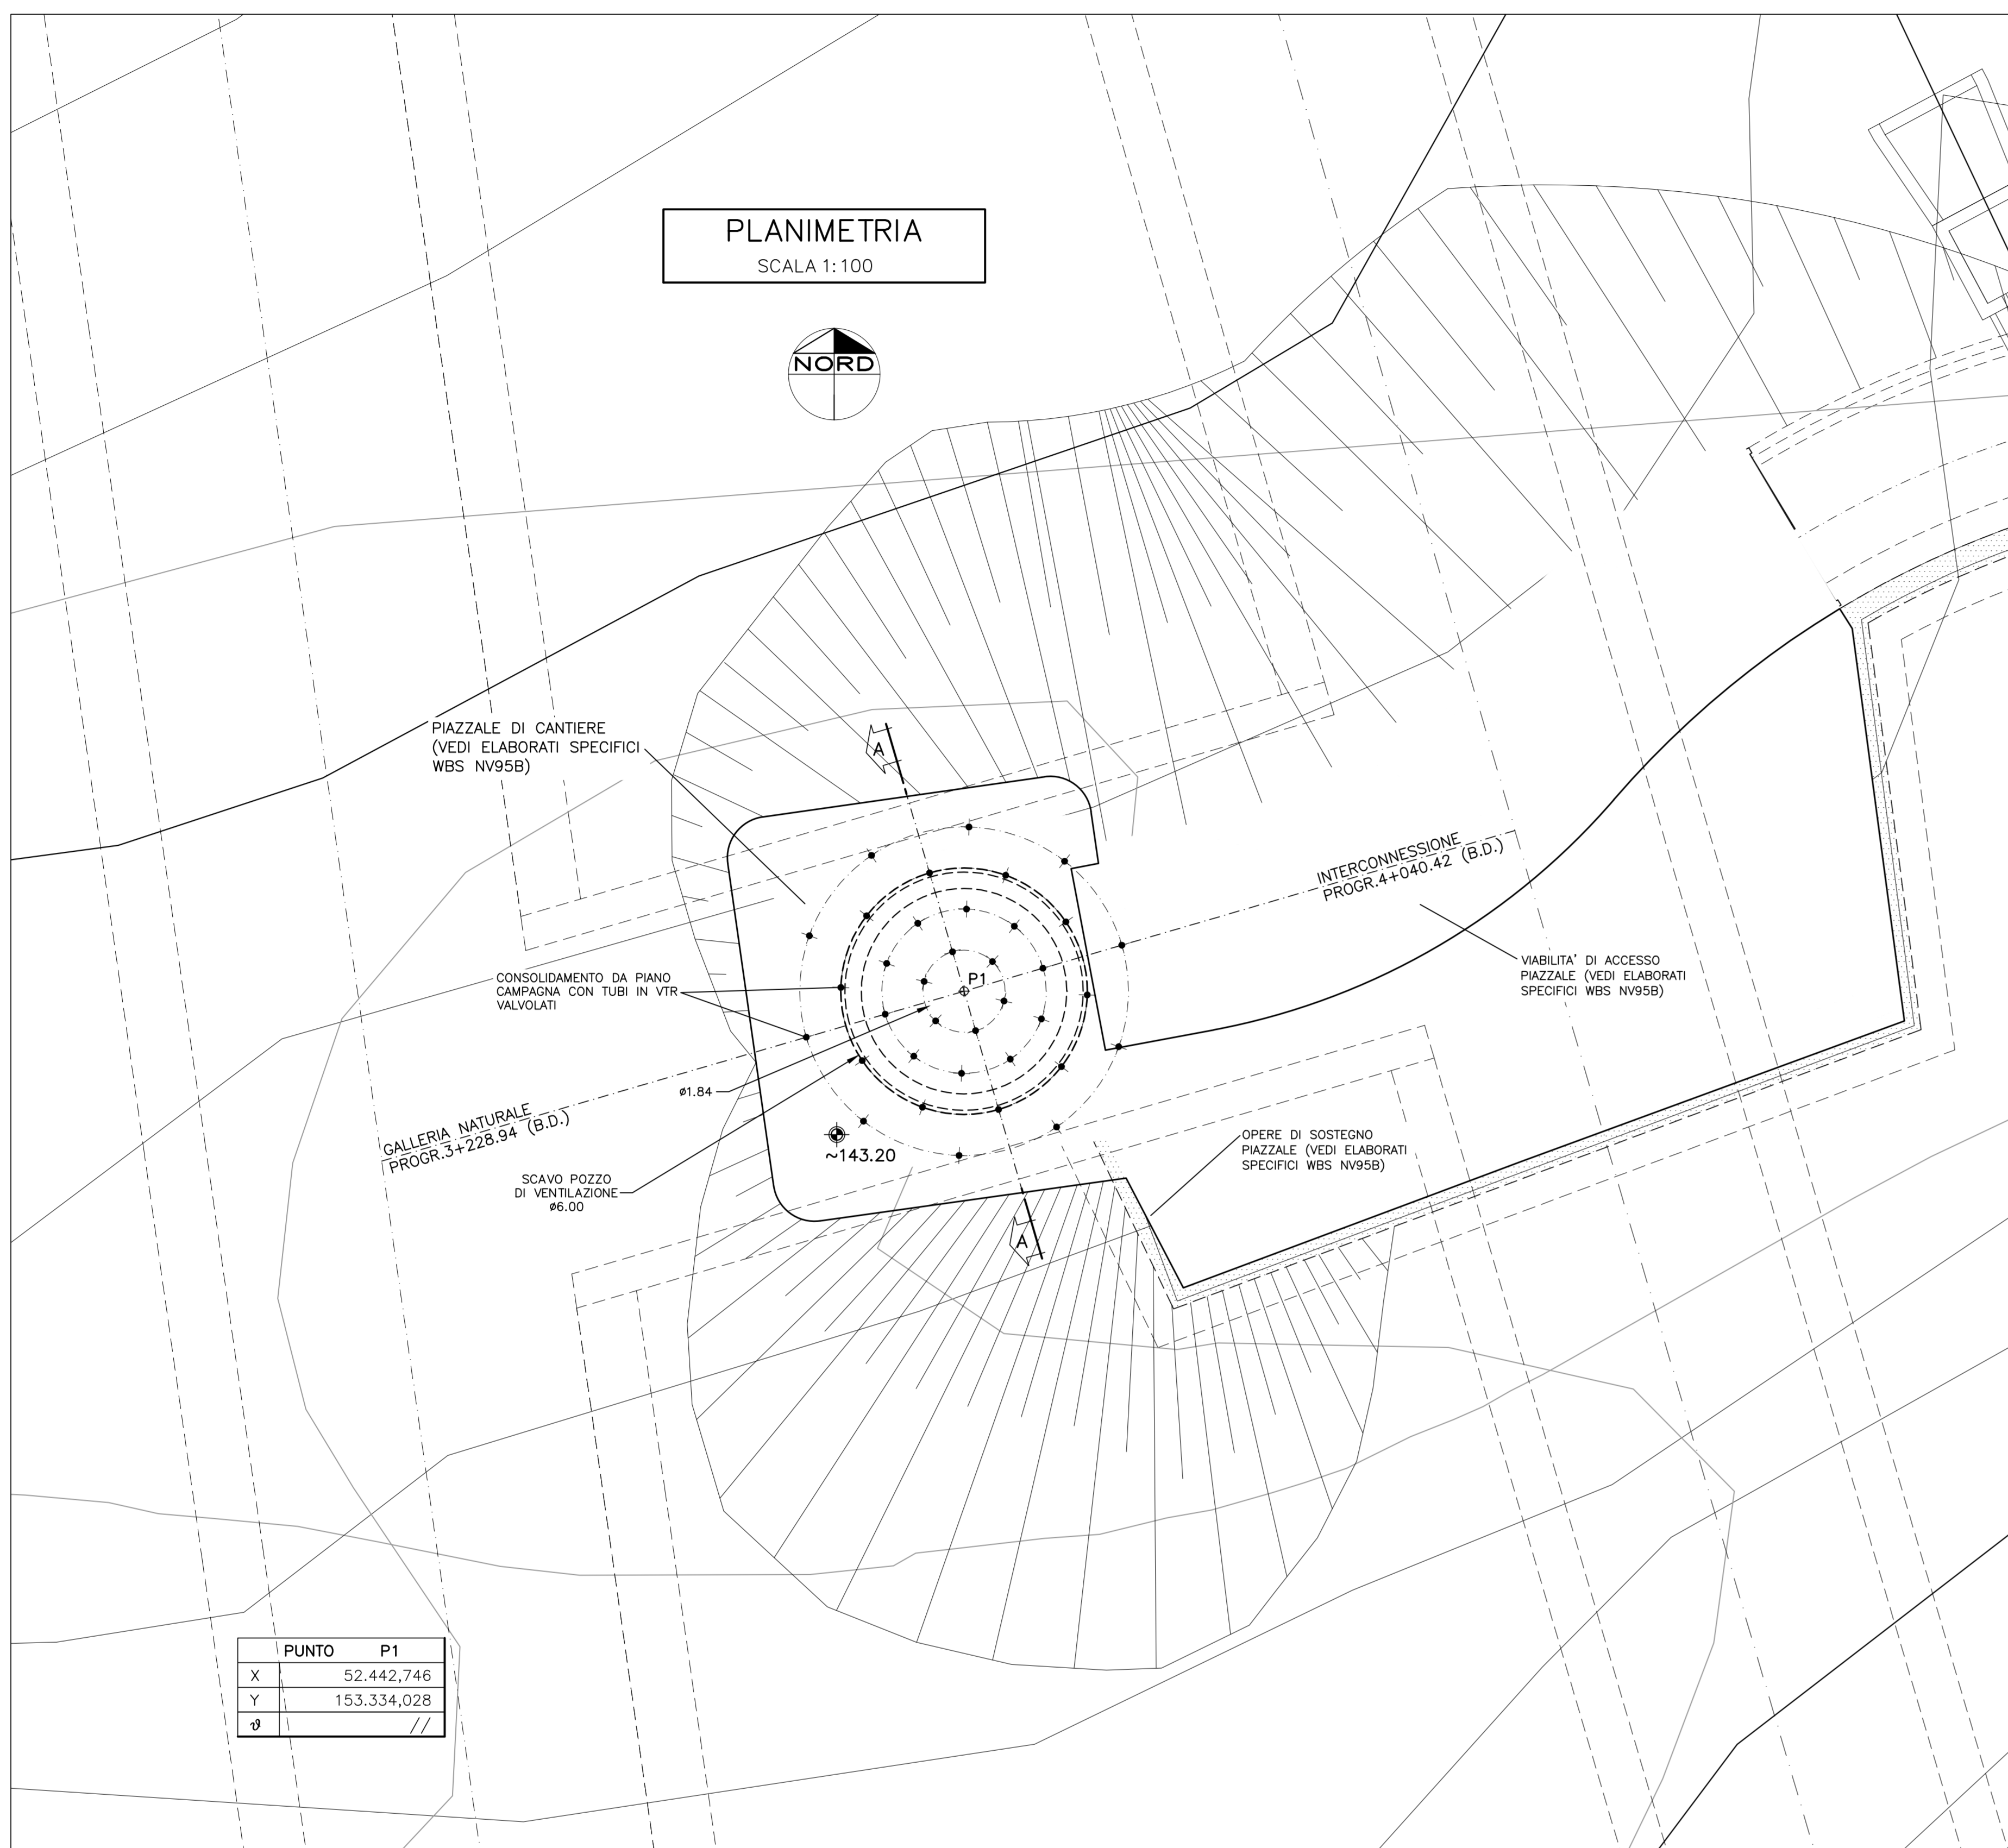 PLANIMETRIA
SCALA 1:100
NORD
PIAZZALE DI CANTIERE
(VEDI ELABORATI SPECIFICI
WBS NV95B)
A
INTERCONNESSIONE
PROGR.4+040.42 (B.D.)
VIABILITA' DI ACCESSO
PIAZZALE (VEDI ELABORATI
SPECIFICI WBS NV95B)
CONSOLIDAMENTO DA PIANO
CAMPAGNA CON TUBI IN VTR
VALVOLATI
P1
ø1.84
GALLERIA NATURALE
PROGR.3+228.94 (B.D.)
~143.20
OPERE DI SOSTEGNO
PIAZZALE (VEDI ELABORATI
SPECIFICI WBS NV95B)
SCAVO POZZO
DI VENTILAZIONE
ø6.00
A
PUNTO P1
X 52.442,746
Y 153.334,028
ϑ //